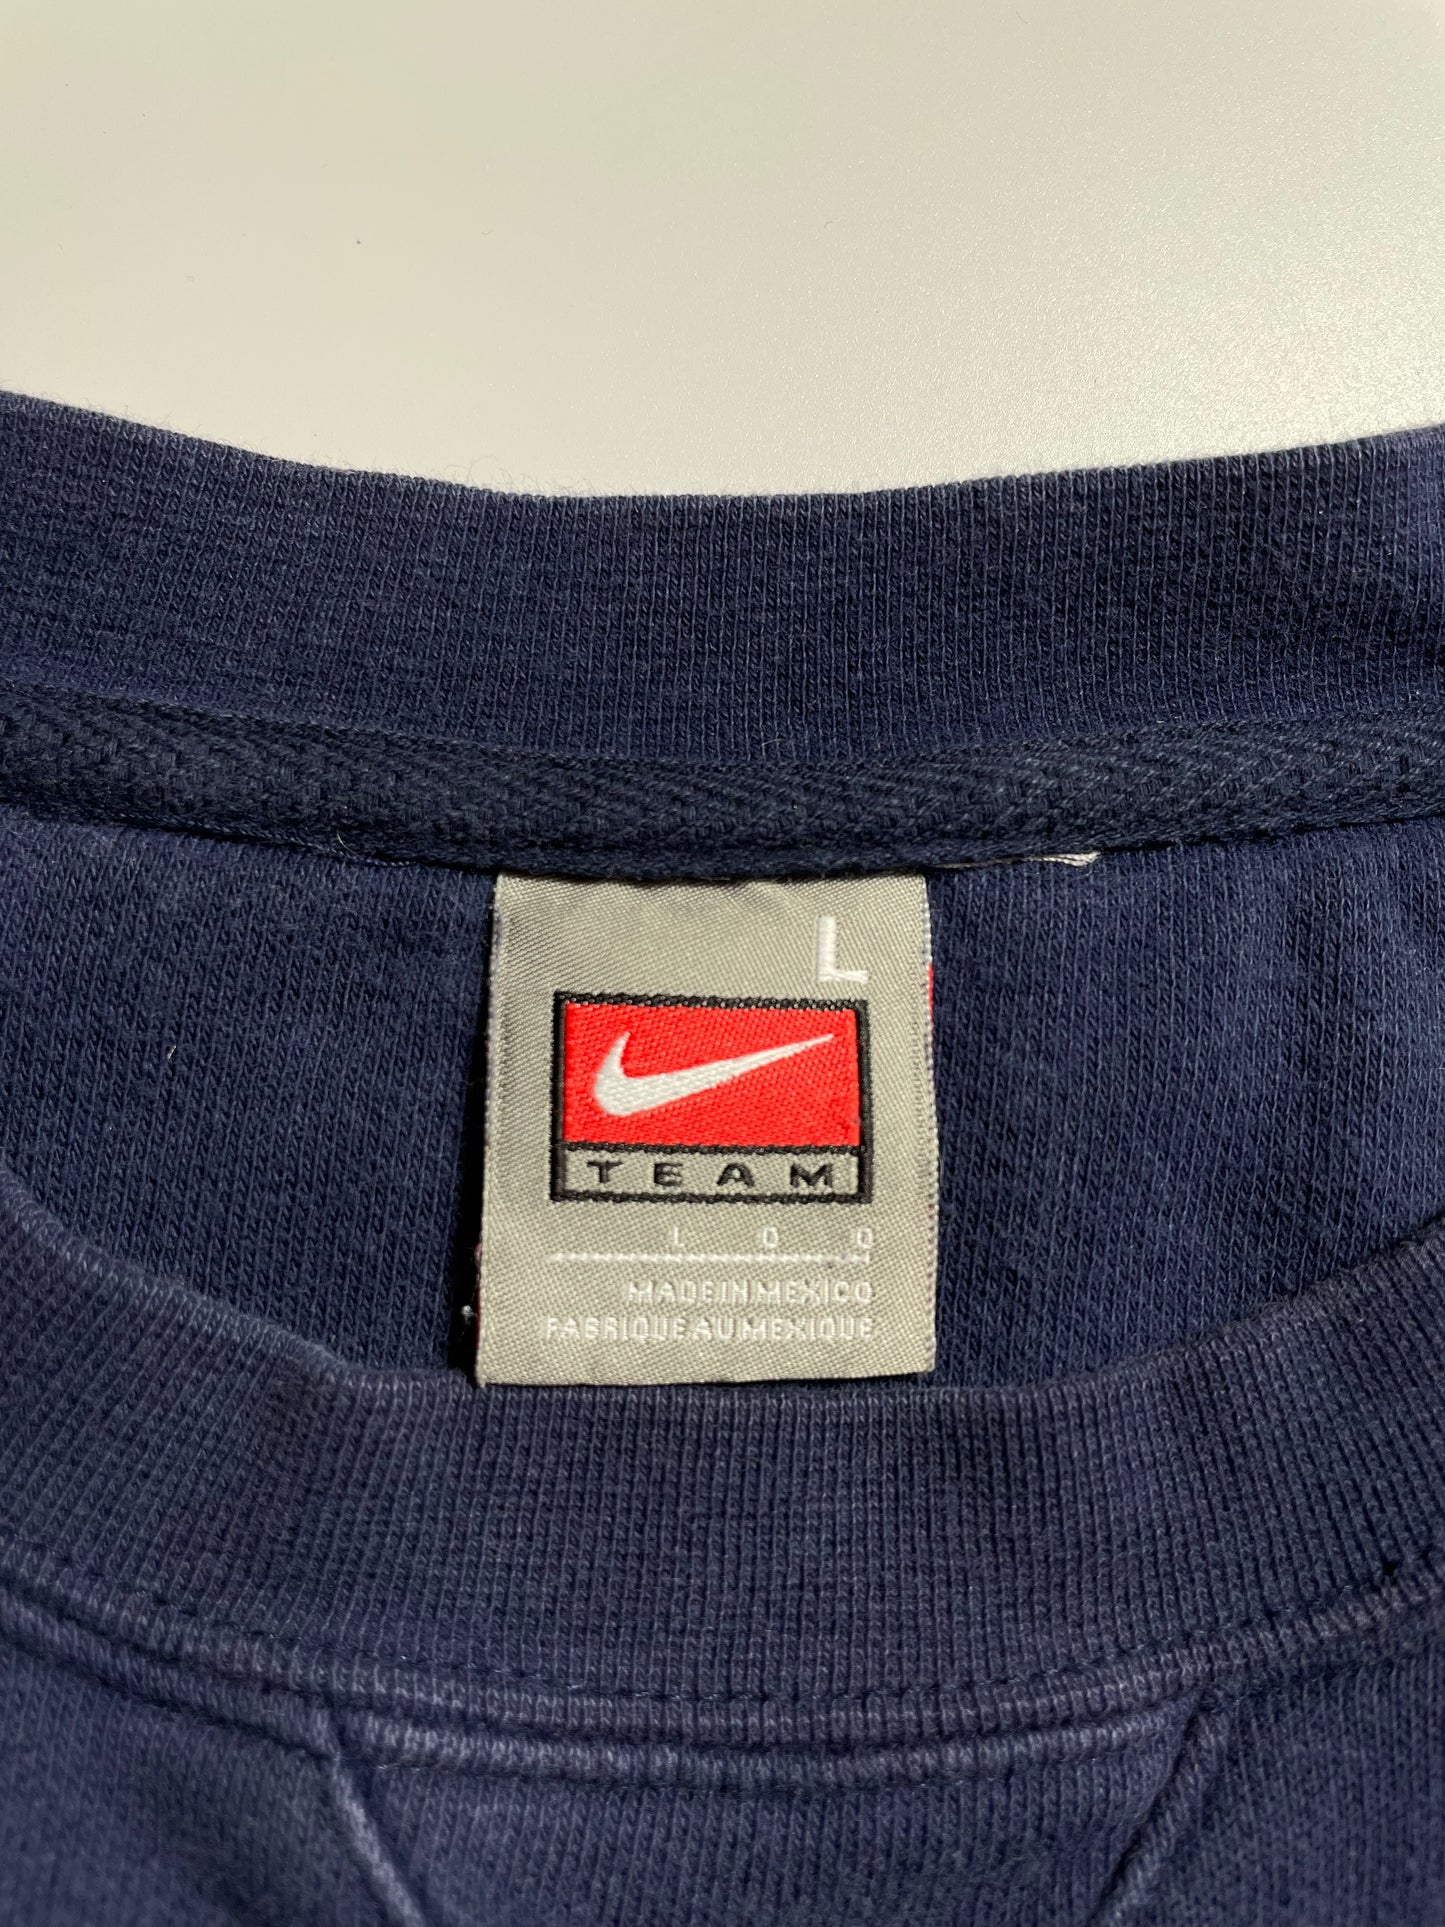 L
TEAM
L G G
MADE IN MEXICO
FABRIQUE AU MEXIQUE